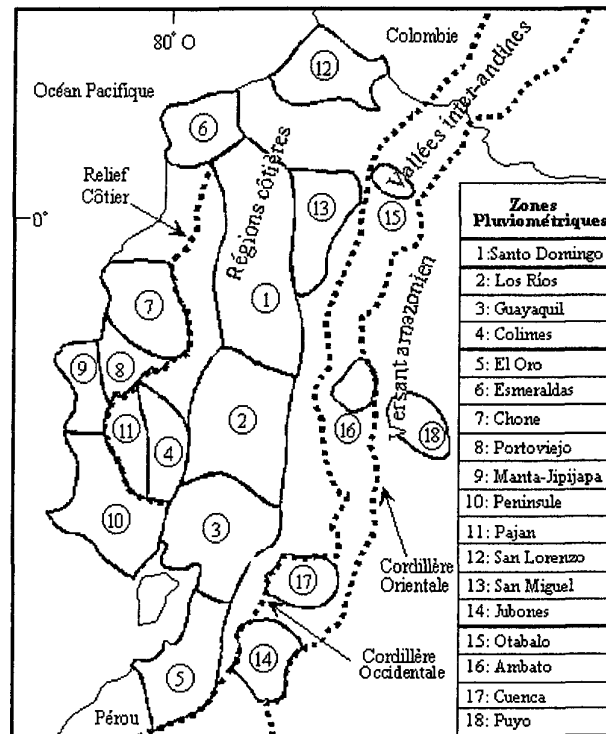 80° O
Colombie
Océan Pacifique
12
6
Vallées inter-andines
Relief
Côtier
Régions côtières
13
15
0°
1
7
Versant amazonien
9
8
2
11
4
16
18
10
3
17
Cordillère
Orientale
14
Cordillère
Occidentale
5
Pérou
Zones
Pluviométriques
1:Santo Domingo
2: Los Ríos
3: Guayaquil
4: Colimes
5: El Oro
6: Esmeraldas
7: Chone
8: Portoviejo
9: Manta-Jipijapa
10: Peninsule
11: Pajan
12: San Lorenzo
13: San Miguel
14: Jubones
15: Otabalo
16: Ambato
17: Cuenca
18: Puyo